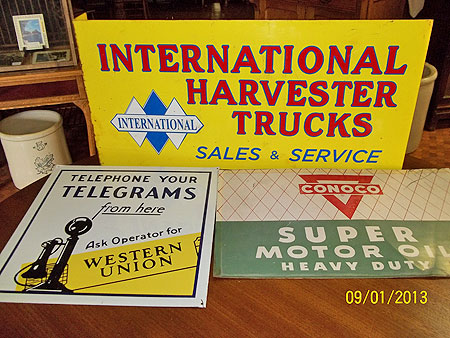 INTERNATIONAL
HARVESTER
TRUCKS
INTERNATIONAL
SALES & SERVICE
TELEPHONE YOUR
TELEGRAMS
from here
Ask Operator for
WESTERN
UNION
CONOCO
SUPER
MOTOR OIL
HEAVY DUTY
09/01/2013